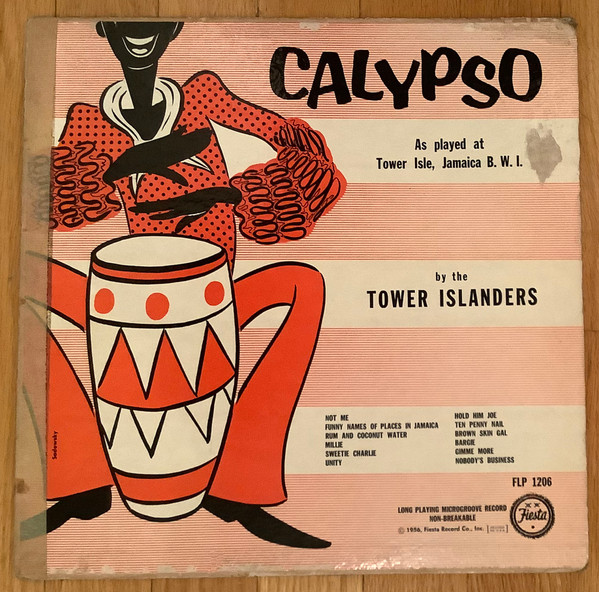 CALYPSO
As played at
Tower Isle, Jamaica B. W. I.
by the
TOWER ISLANDERS
NOT ME
FUNNY NAMES OF PLACES IN JAMAICA
RUM AND COCONUT WATER
MILLIE
SWEETIE CHARLIE
UNITY
HOLD HIM JOE
TEN PENNY NAIL
BROWN SKIN GAL
BARGIE
GIMME MORE
NOBODY'S BUSINESS
FLP 1206
LONG PLAYING MICROGROOVE RECORD
NON-BREAKABLE
© 1956, Fiesta Record Co., Inc.
Fiesta
Sadowsky